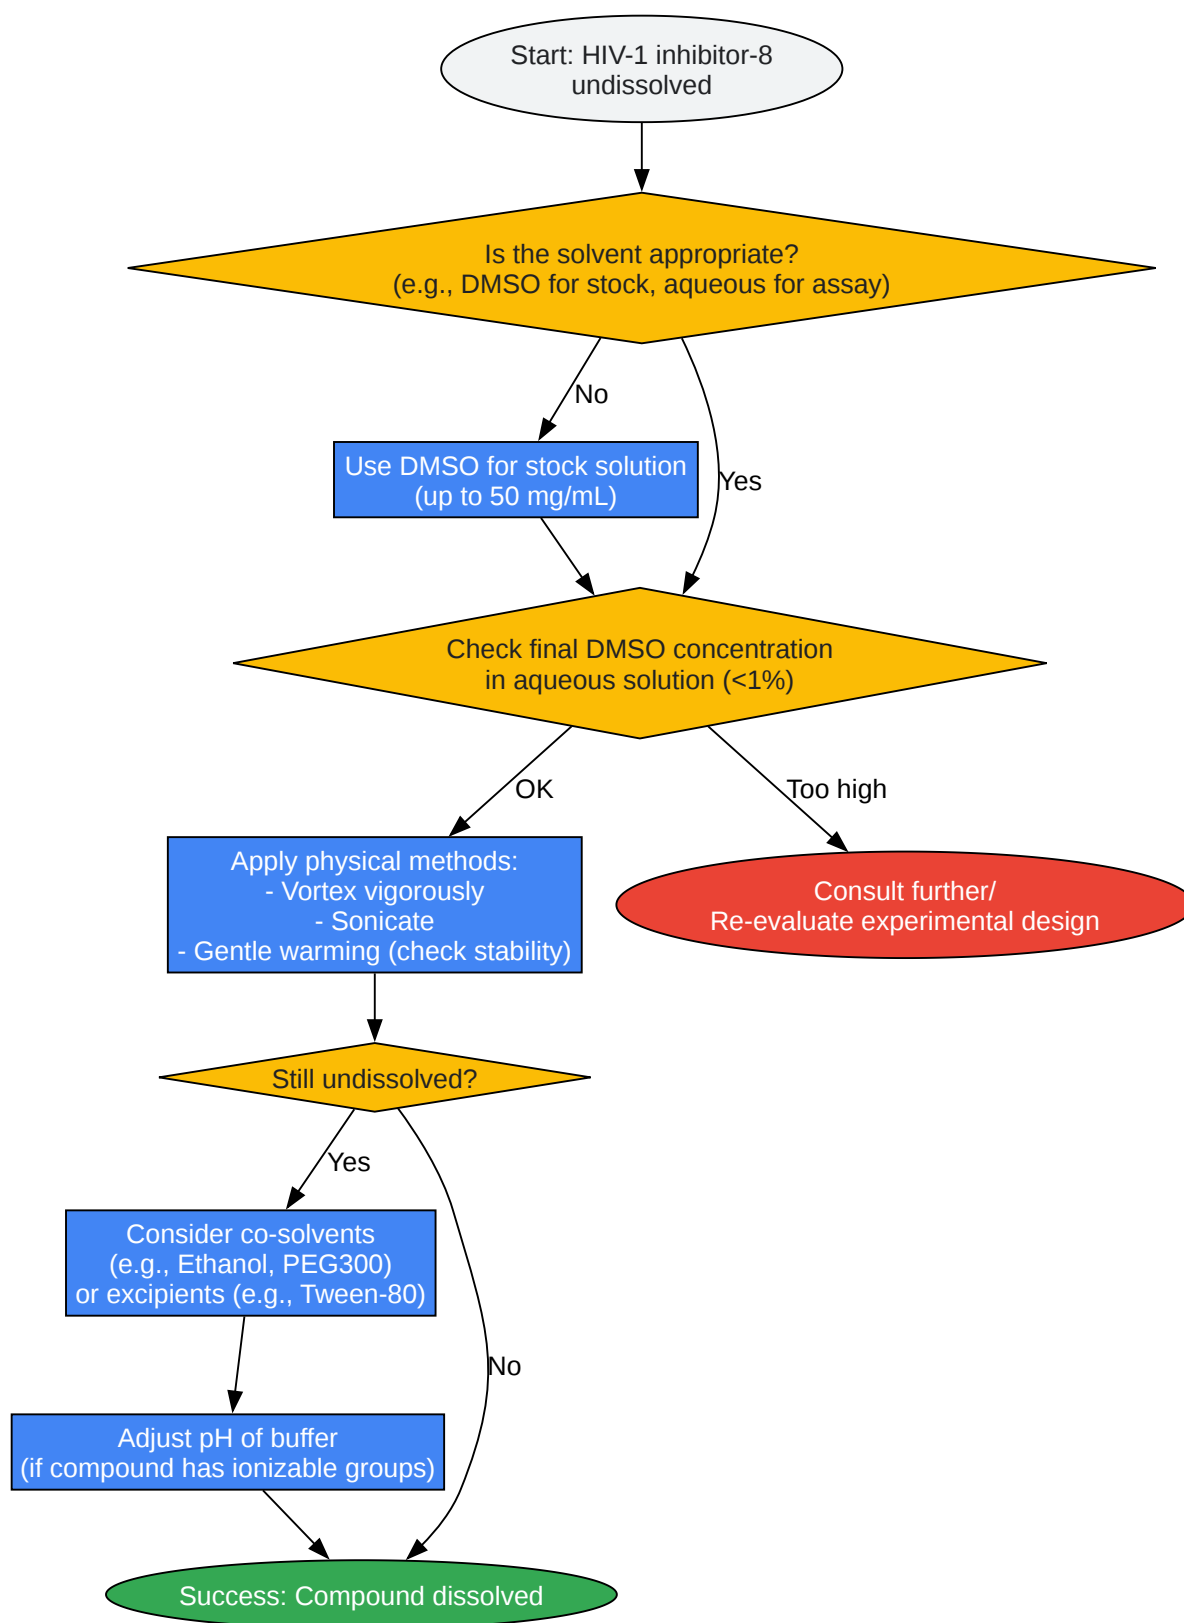 Start: HIV-1 inhibitor-8
undissolved
Is the solvent appropriate?
(e.g., DMSO for stock, aqueous for assay)
No
Yes
Use DMSO for stock solution
(up to 50 mg/mL)
Check final DMSO concentration
in aqueous solution (<1%)
OK
Too high
Apply physical methods:
- Vortex vigorously
- Sonicate
- Gentle warming (check stability)
Consult further/
Re-evaluate experimental design
Still undissolved?
Yes
No
Consider co-solvents
(e.g., Ethanol, PEG300)
or excipients (e.g., Tween-80)
Adjust pH of buffer
(if compound has ionizable groups)
Success: Compound dissolved